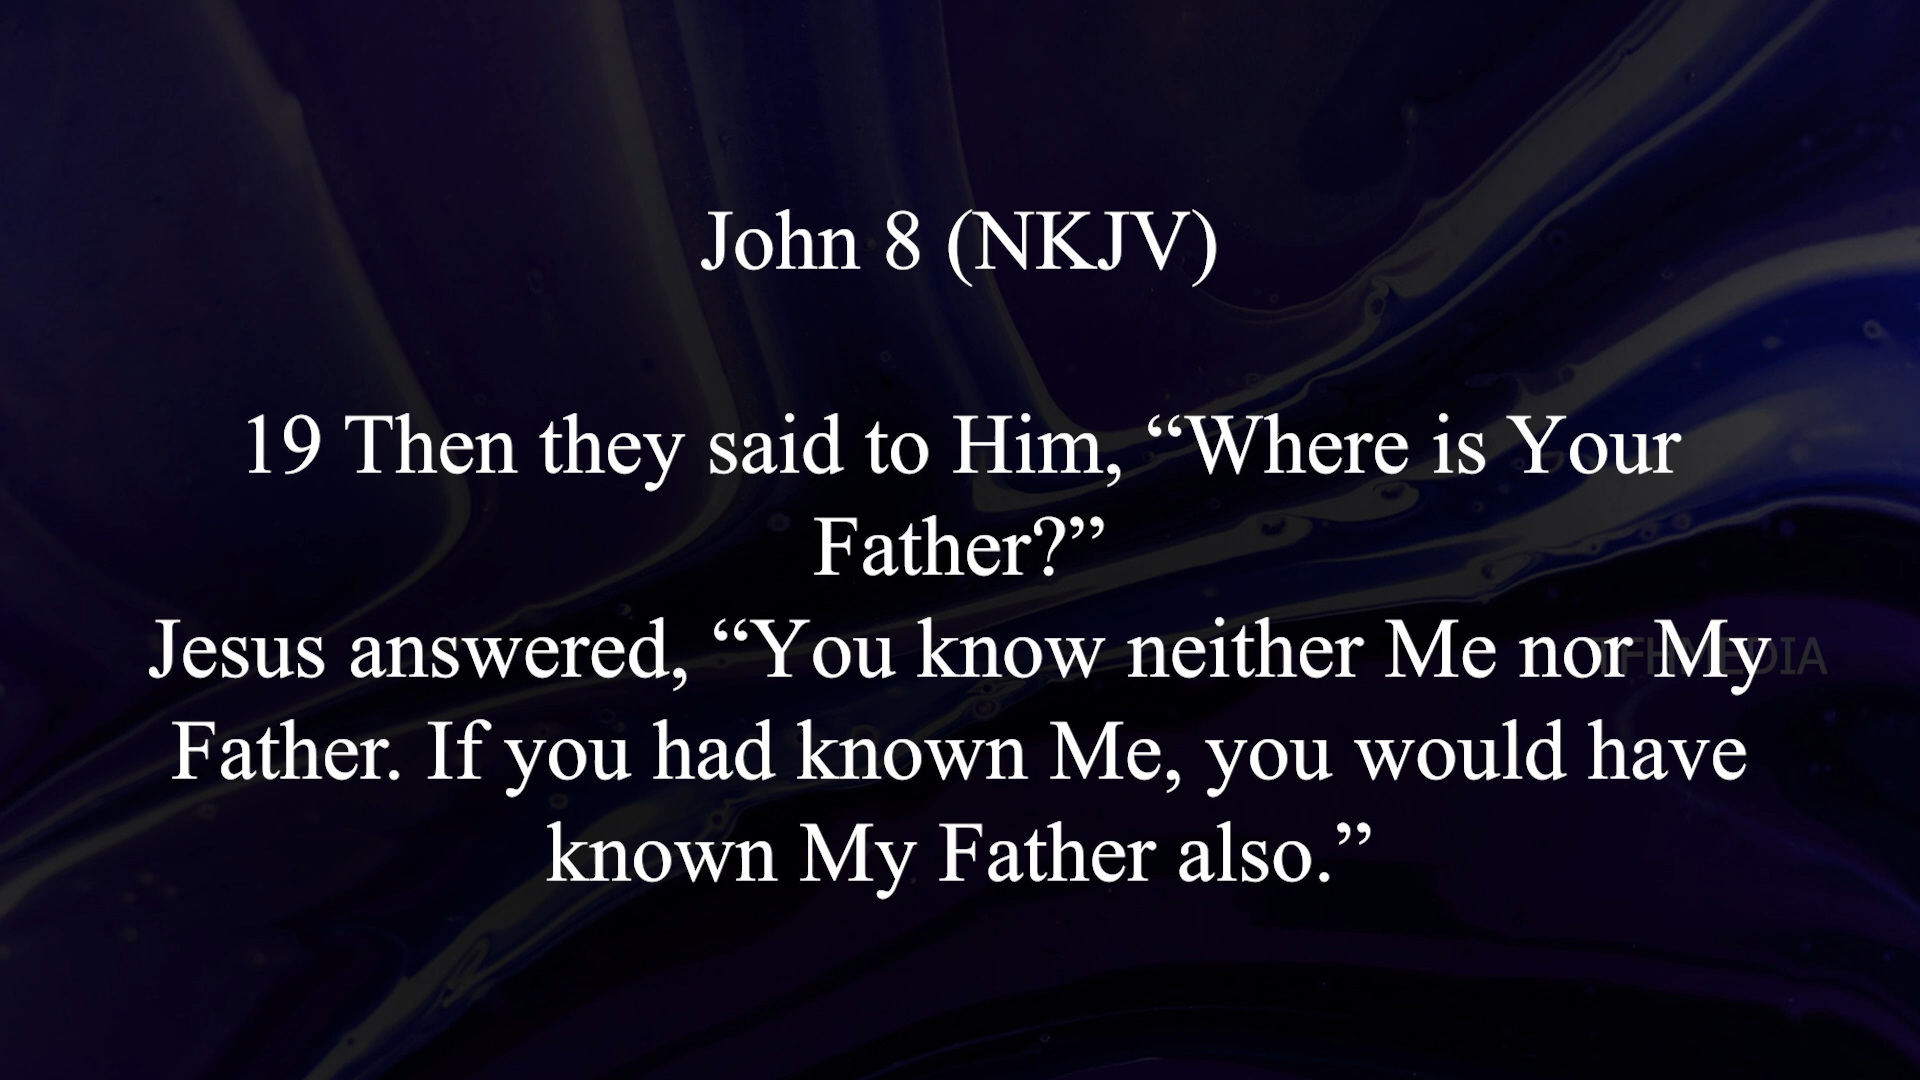 John 8 (NKJV)
19 Then they said to Him, “Where is Your
Father?”
Jesus answered, “You know neither Me nor My
Father. If you had known Me, you would have
known My Father also.”